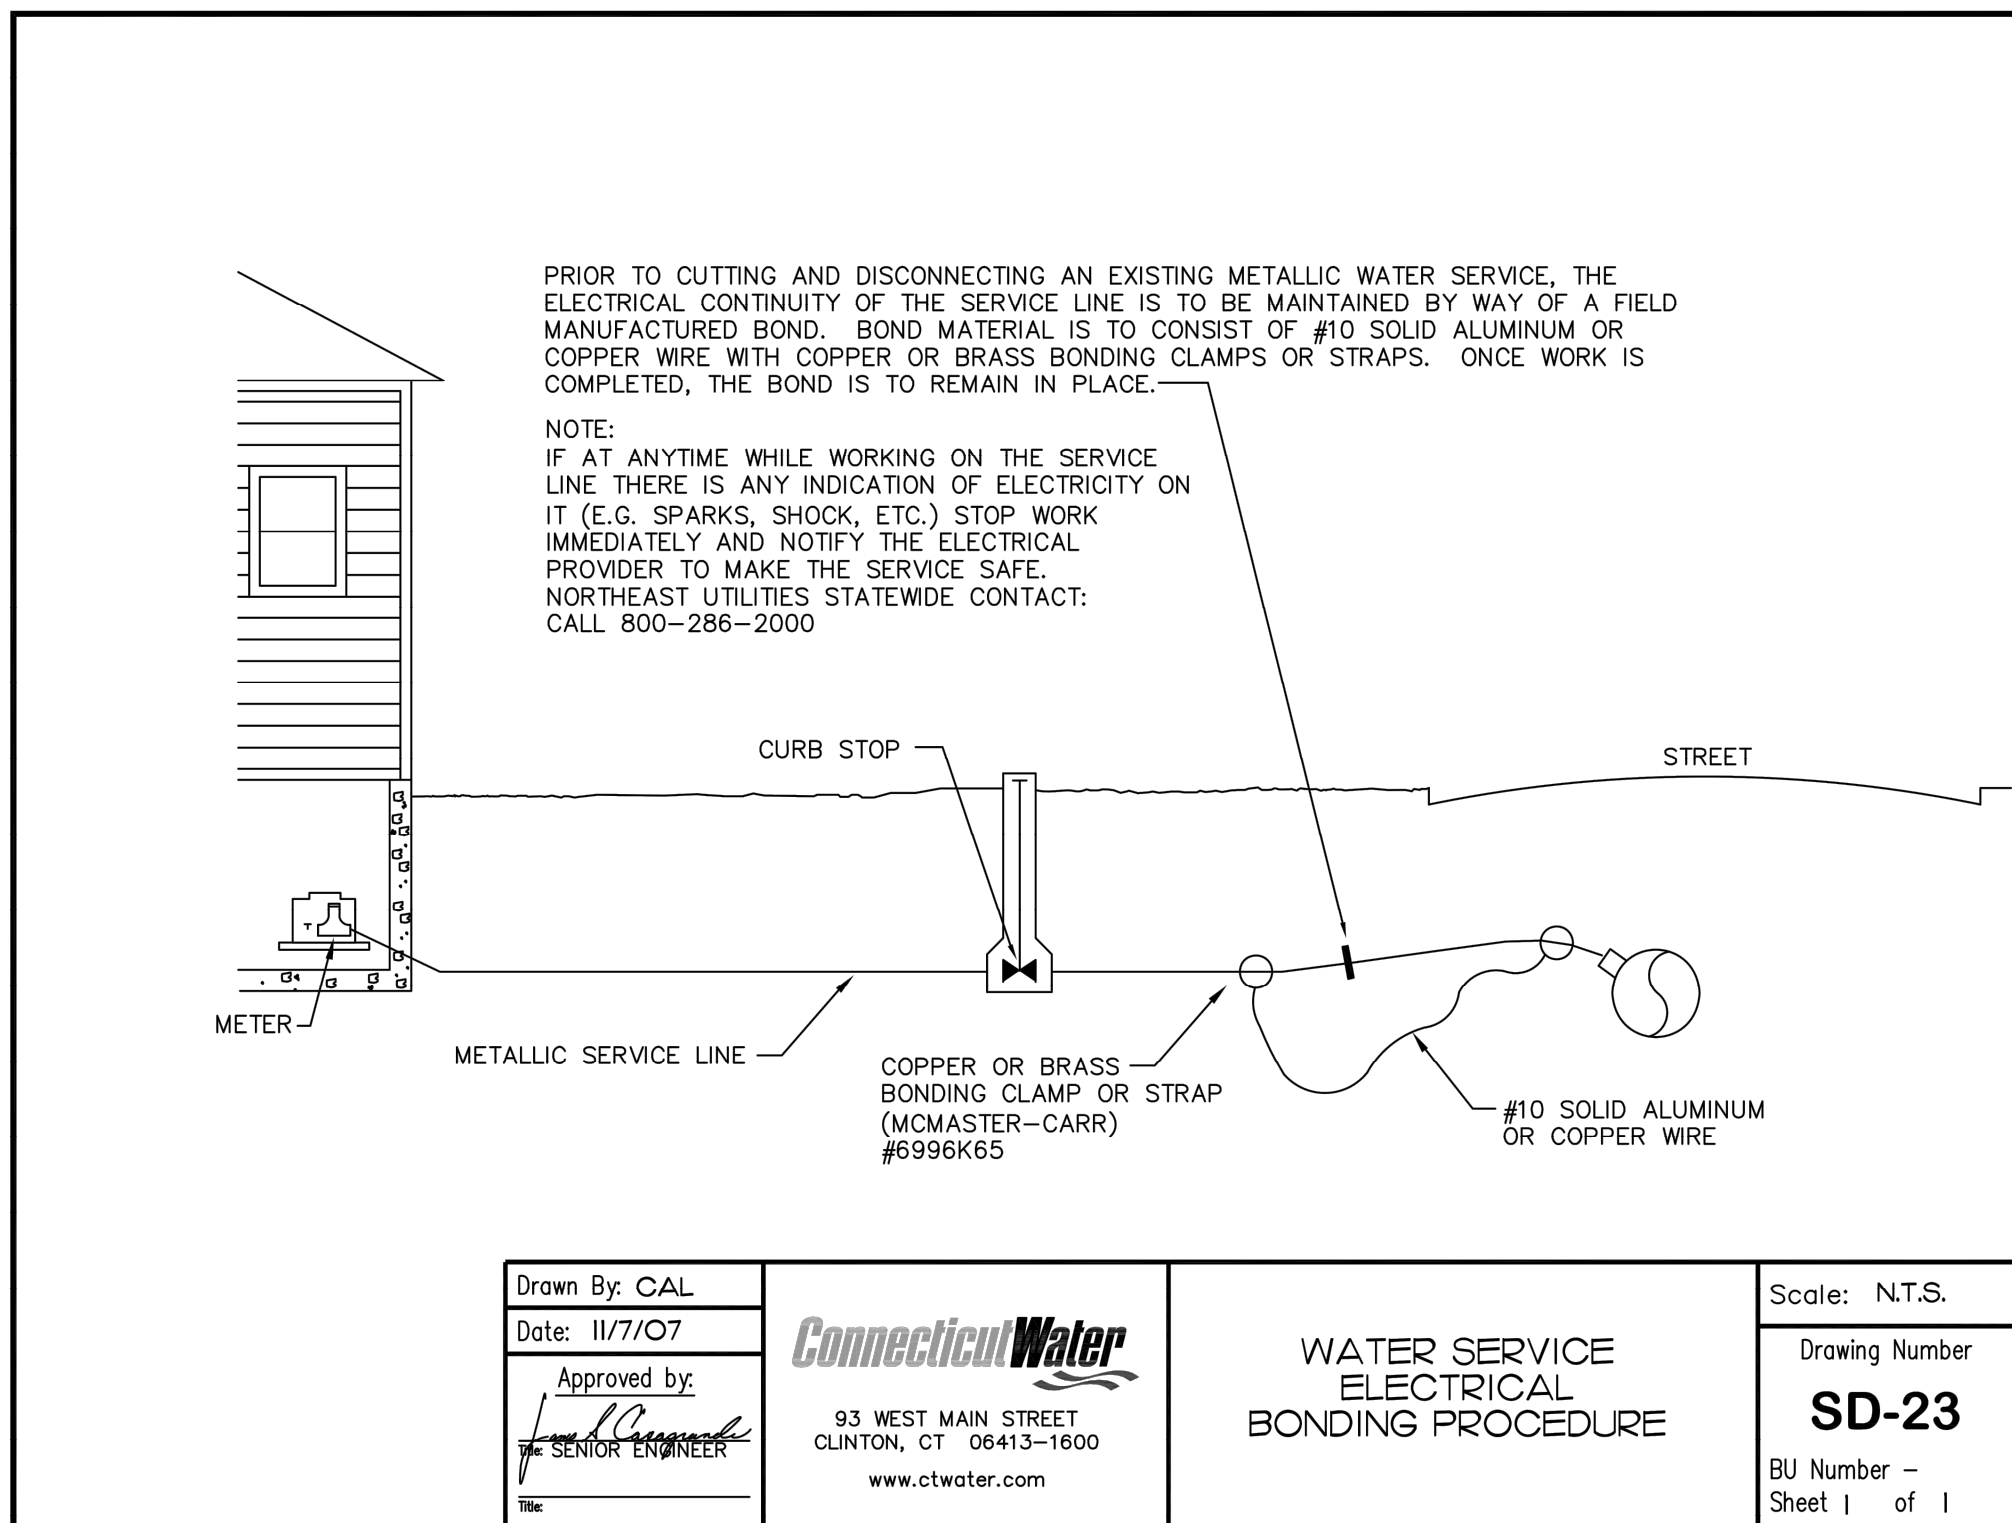 PRIOR TO CUTTING AND DISCONNECTING AN EXISTING METALLIC WATER SERVICE, THE
ELECTRICAL CONTINUITY OF THE SERVICE LINE IS TO BE MAINTAINED BY WAY OF A FIELD
MANUFACTURED BOND. BOND MATERIAL IS TO CONSIST OF #10 SOLID ALUMINUM OR
COPPER WIRE WITH COPPER OR BRASS BONDING CLAMPS OR STRAPS. ONCE WORK IS
COMPLETED, THE BOND IS TO REMAIN IN PLACE.
NOTE:
IF AT ANYTIME WHILE WORKING ON THE SERVICE
LINE THERE IS ANY INDICATION OF ELECTRICITY ON
IT (E.G. SPARKS, SHOCK, ETC.) STOP WORK
IMMEDIATELY AND NOTIFY THE ELECTRICAL
PROVIDER TO MAKE THE SERVICE SAFE.
NORTHEAST UTILITIES STATEWIDE CONTACT:
CALL 800-286-2000
CURB STOP
STREET
T
METER
METALLIC SERVICE LINE
COPPER OR BRASS
BONDING CLAMP OR STRAP
(MCMASTER-CARR)
#6996K65
#10 SOLID ALUMINUM
OR COPPER WIRE
Drawn By: CAL
Date: 11/7/07
Approved by:
James S Casagrande
Title: SENIOR ENGINEER
Title:
ConnecticutWater
93 WEST MAIN STREET
CLINTON, CT 06413-1600
www.ctwater.com
WATER SERVICE
ELECTRICAL
BONDING PROCEDURE
Scale: N.T.S.
Drawing Number
SD-23
BU Number -
Sheet 1 of 1